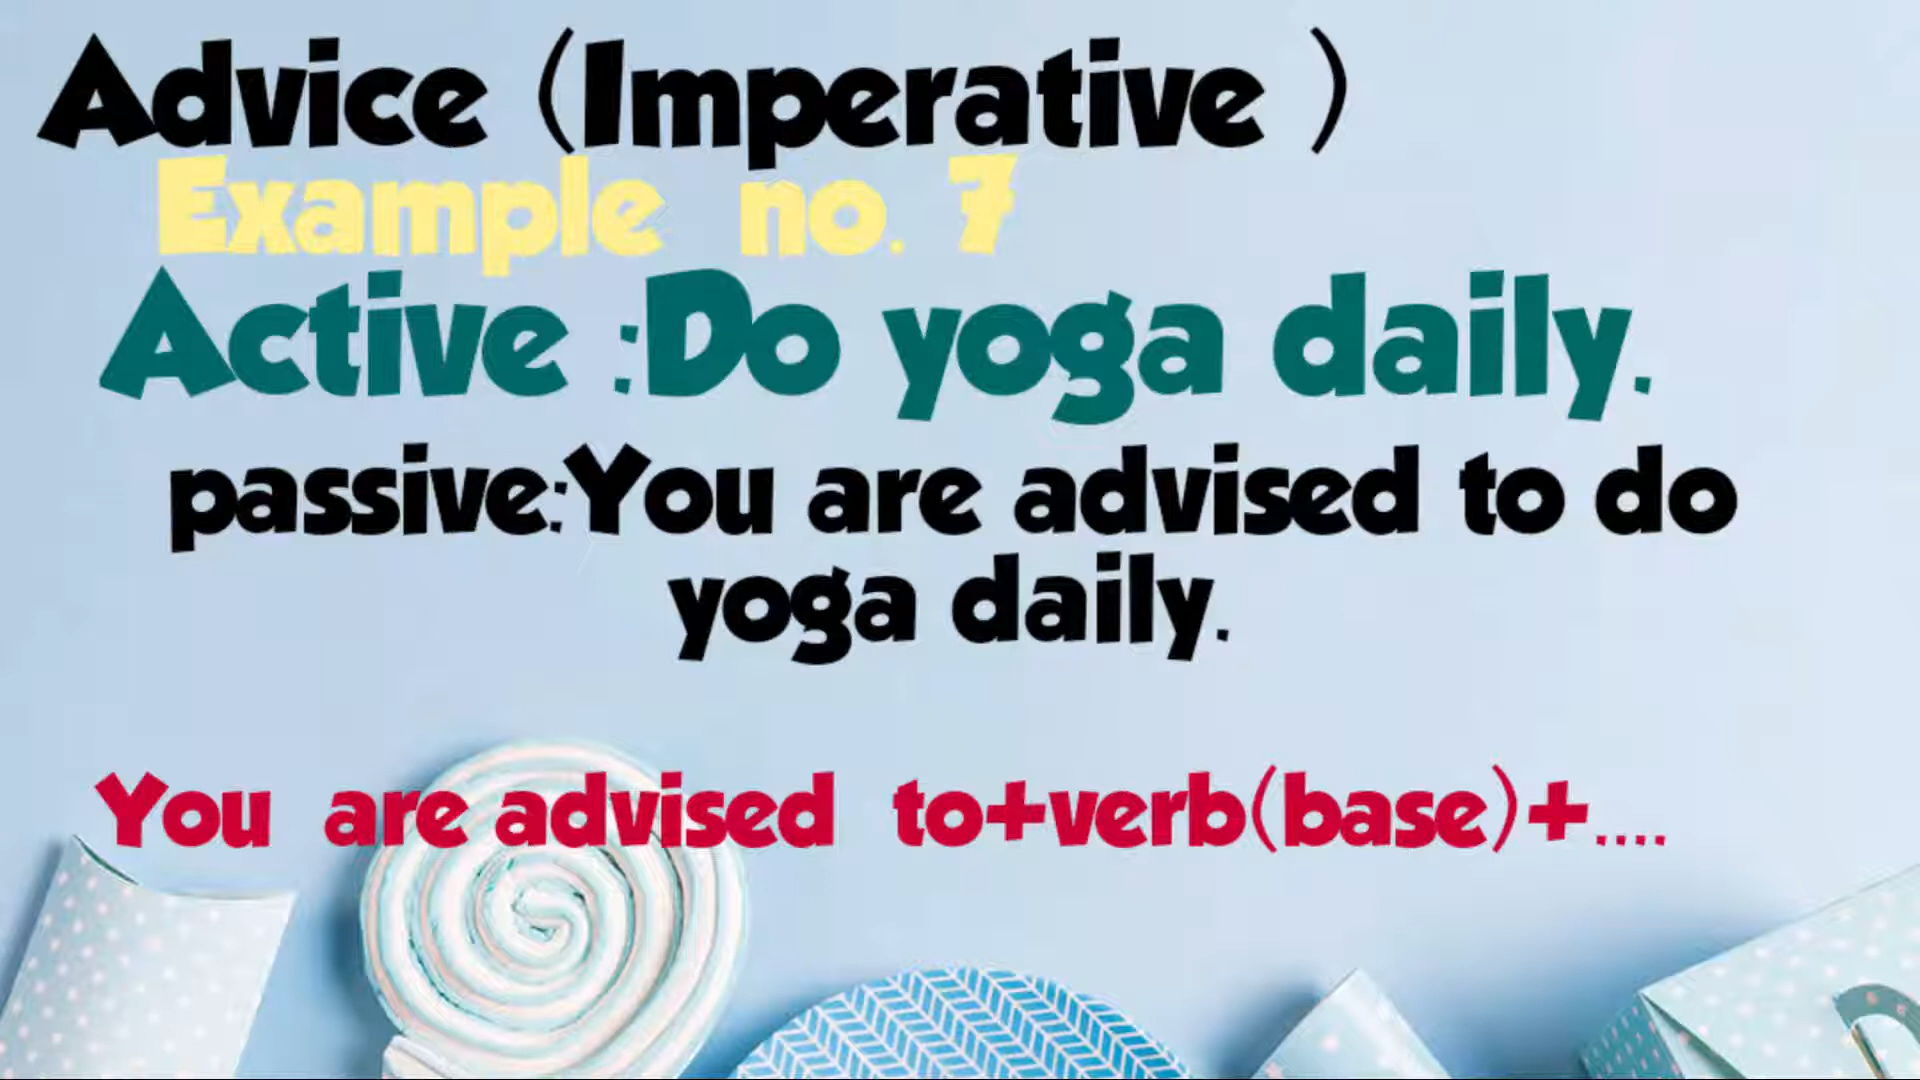 Advice (Imperative )
Example no. 7
Active :Do yoga daily.
passive:You are advised to do
yoga daily.
You are advised to+verb(base)+....